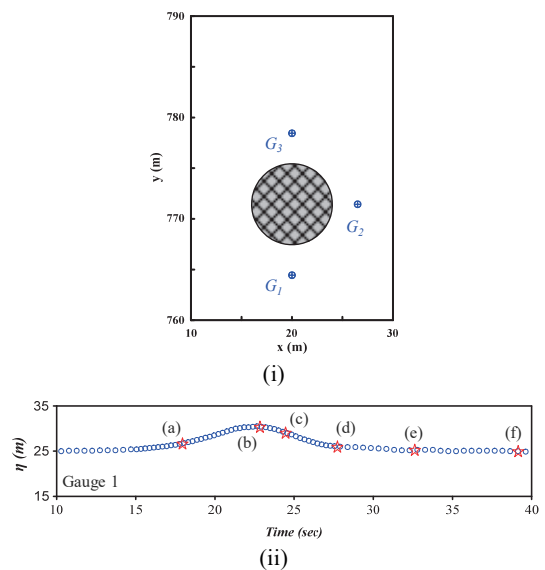 790
780
y (m)
G3
770
G2
G1
760
10 20 30
x (m)
(i)
35
(a) (b) (c) (d) (e) (f)
η (m)
25
Gauge 1
15
10 15 20 25 30 35 40
Time (sec)
(ii)